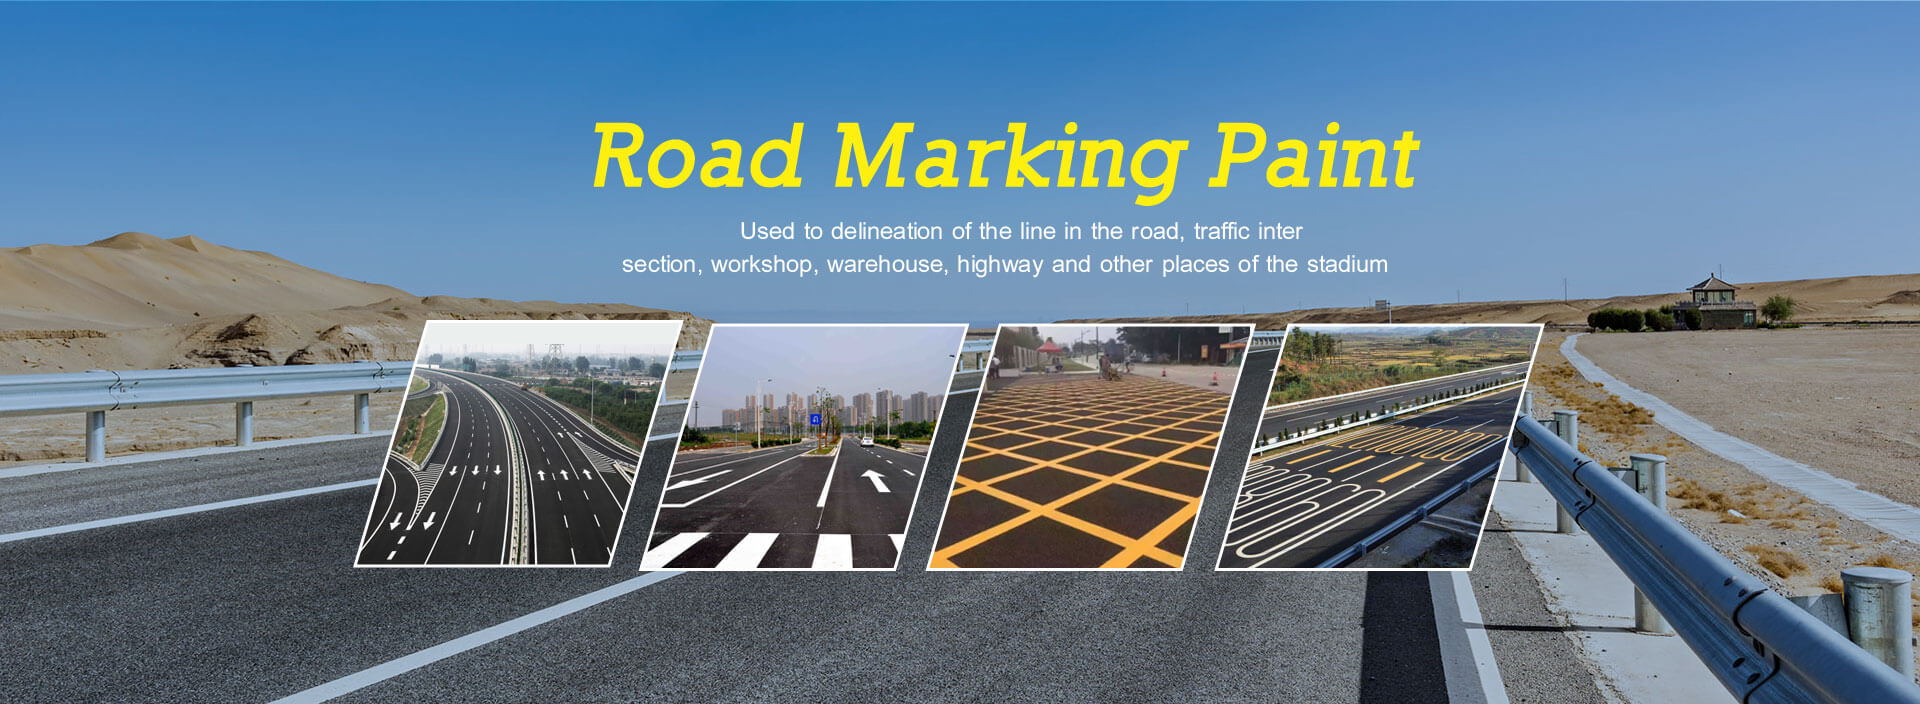 Road Marking Paint
Used to delineation of the line in the road, traffic inter
section, workshop, warehouse, highway and other places of the stadium